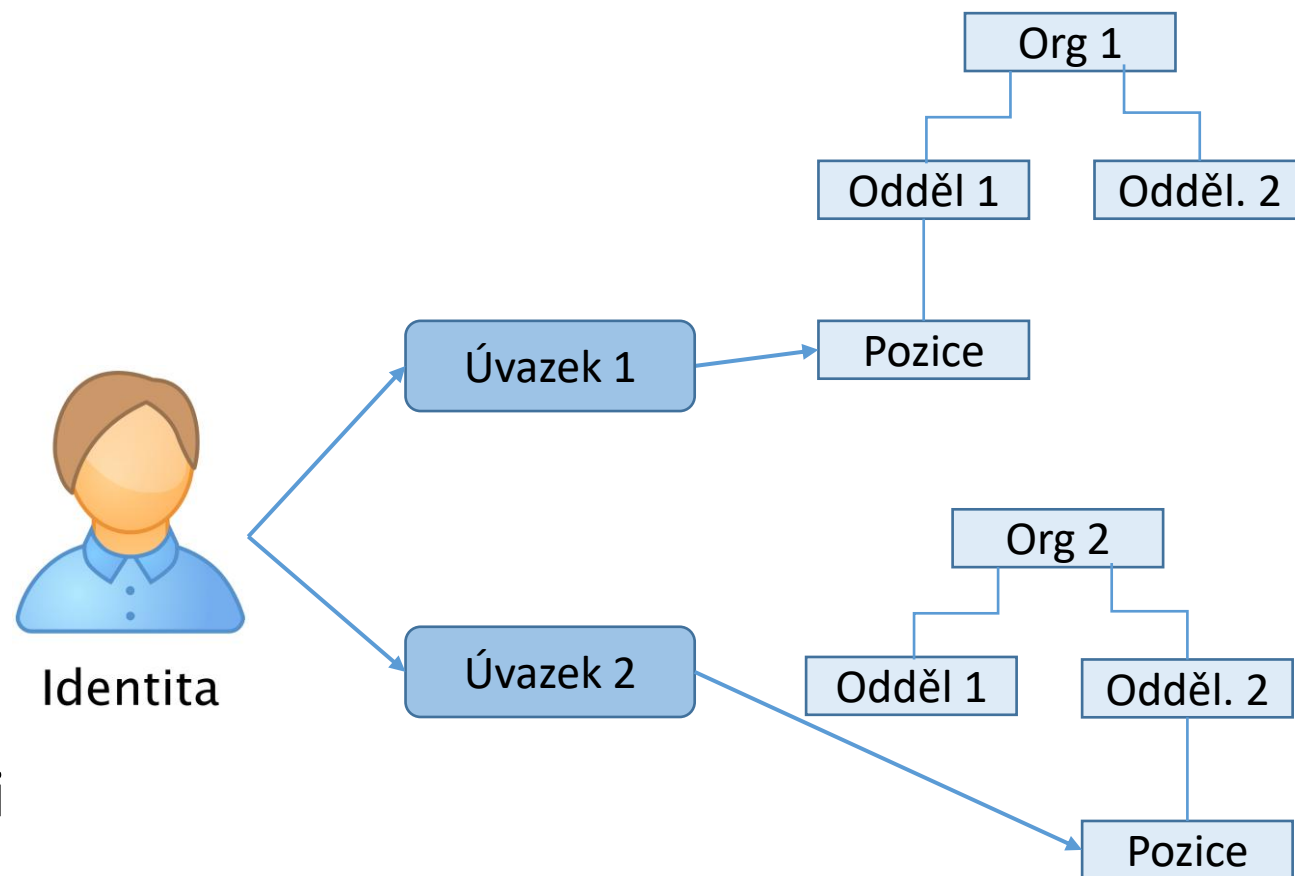 Org 1
Odděl 1
Odděl. 2
Úvazek 1
Pozice
Identita
Org 2
Úvazek 2
Odděl 1
Odděl. 2
i
Pozice